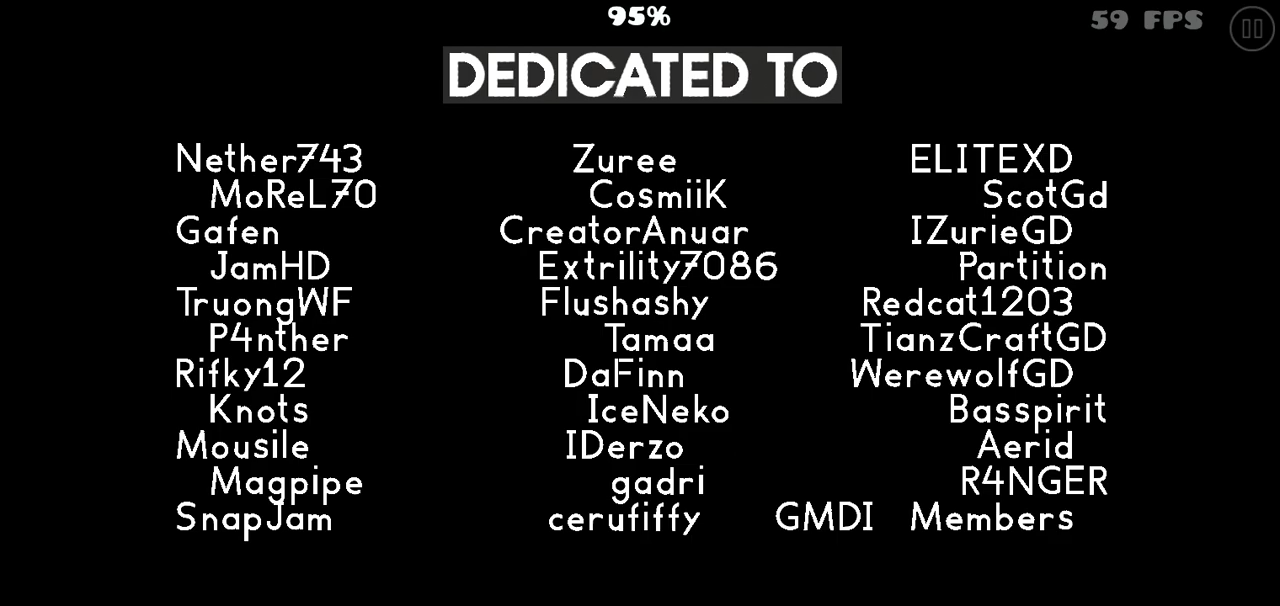 95%
59 FPS
DEDICATED TO
Nether743 Zuree ELITEXD
MoReL70 CosmiiK ScotGd
Gafen CreatorAnuar IZurieGD
JamHD Extrility7086 Partition
TruongWF Flushashy Redcat1203
P4nther Tamaa TianzCraftGD
Rifky12 DaFinn WerewolfGD
Knots IceNeko Basspirit
Mousile IDerzo Aerid
Magpipe gadri R4NGER
SnapJam cerufiffy GMDI Members